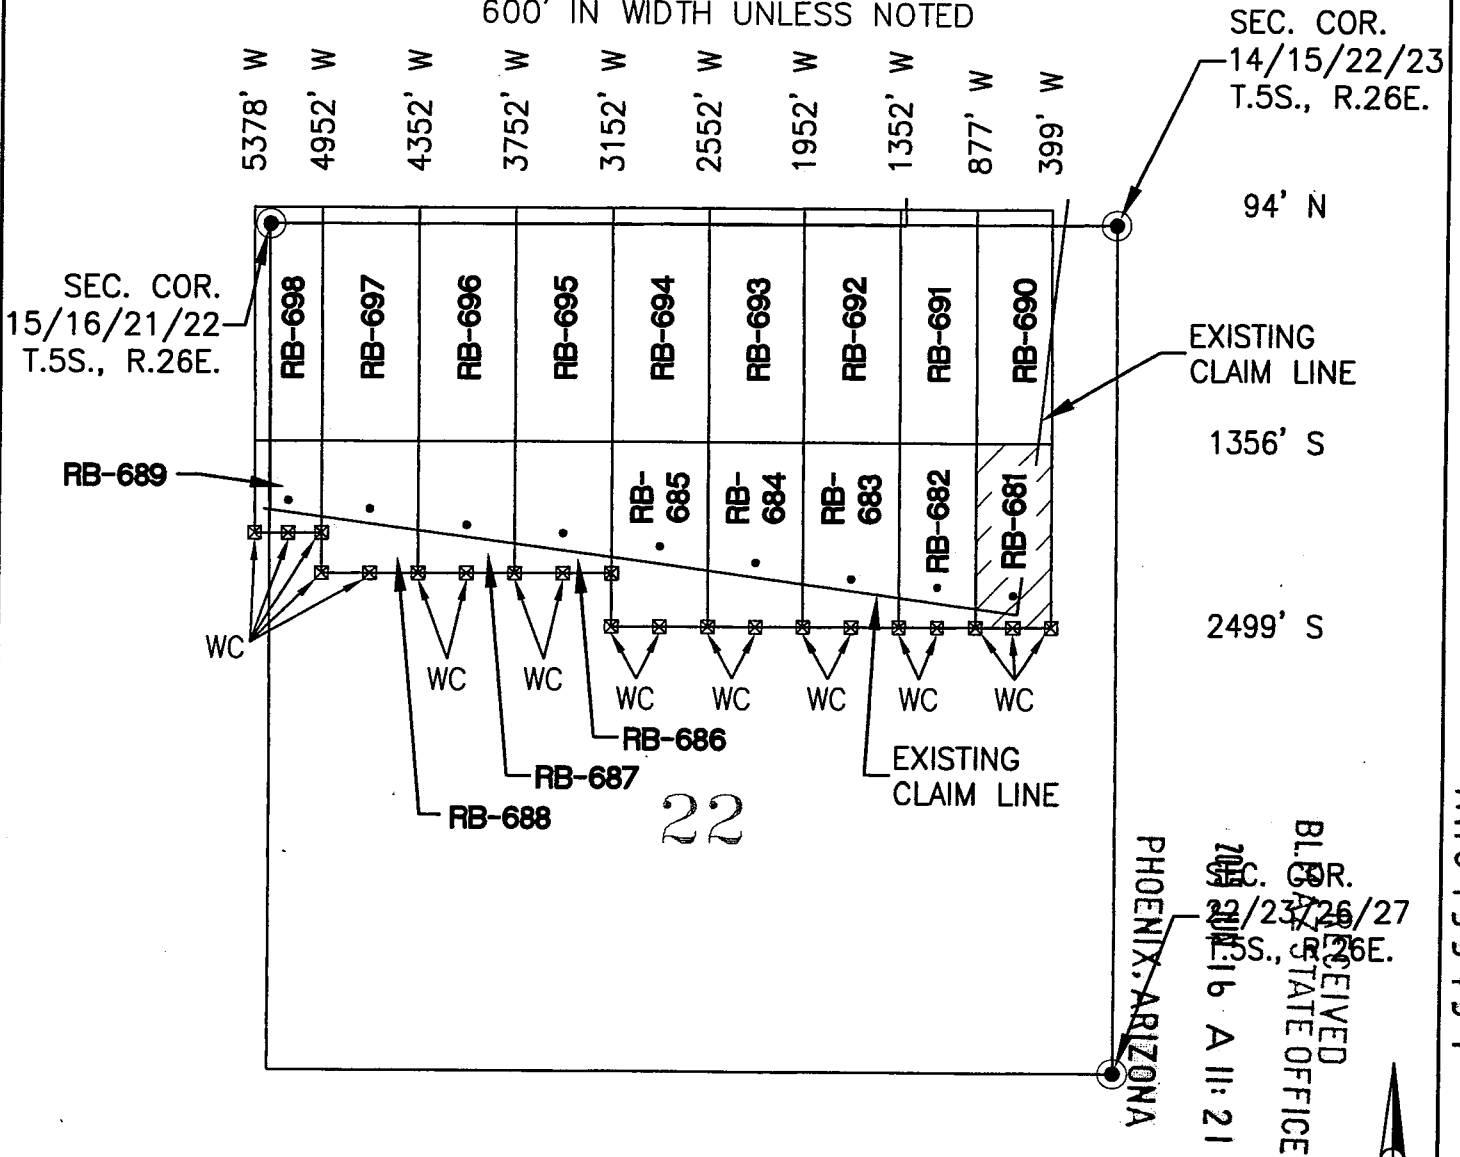 600' IN WIDTH UNLESS NOTED
SEC. COR.
14/15/22/23
T.5S., R.26E.
5378' W
4952' W
4352' W
3752' W
3152' W
2552' W
1952' W
1352' W
877' W
399' W
94' N
SEC. COR.
15/16/21/22
T.5S., R.26E.
RB-698
RB-697
RB-696
RB-695
RB-694
RB-693
RB-692
RB-691
RB-690
EXISTING
CLAIM LINE
1356' S
RB-689
RB-
685
RB-
684
RB-
683
RB-682
RB-681
2499' S
WC
WC
WC
WC
WC
WC
WC
WC
RB-686
RB-687
RB-688
EXISTING
CLAIM LINE
22
SEC. COR.
22/23/26/27
T.5S., R.26E.
RECEIVED
AZ STATE OFFICE
16 A 11: 21
PHOENIX, ARIZONA